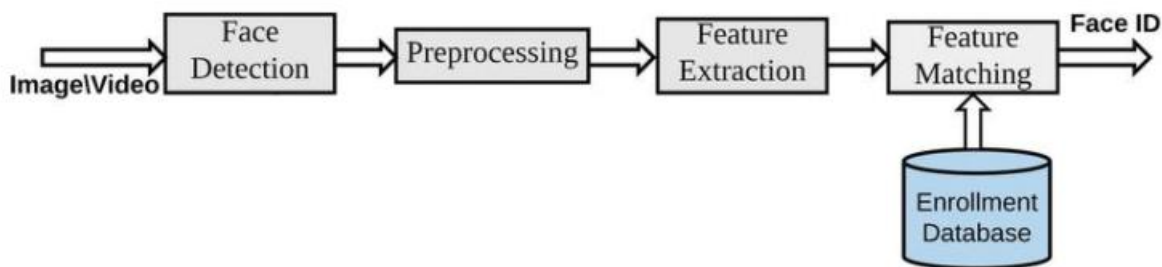 Image\Video
Face
Detection
Preprocessing
Feature
Extraction
Feature
Matching
Face ID
Enrollment
Database